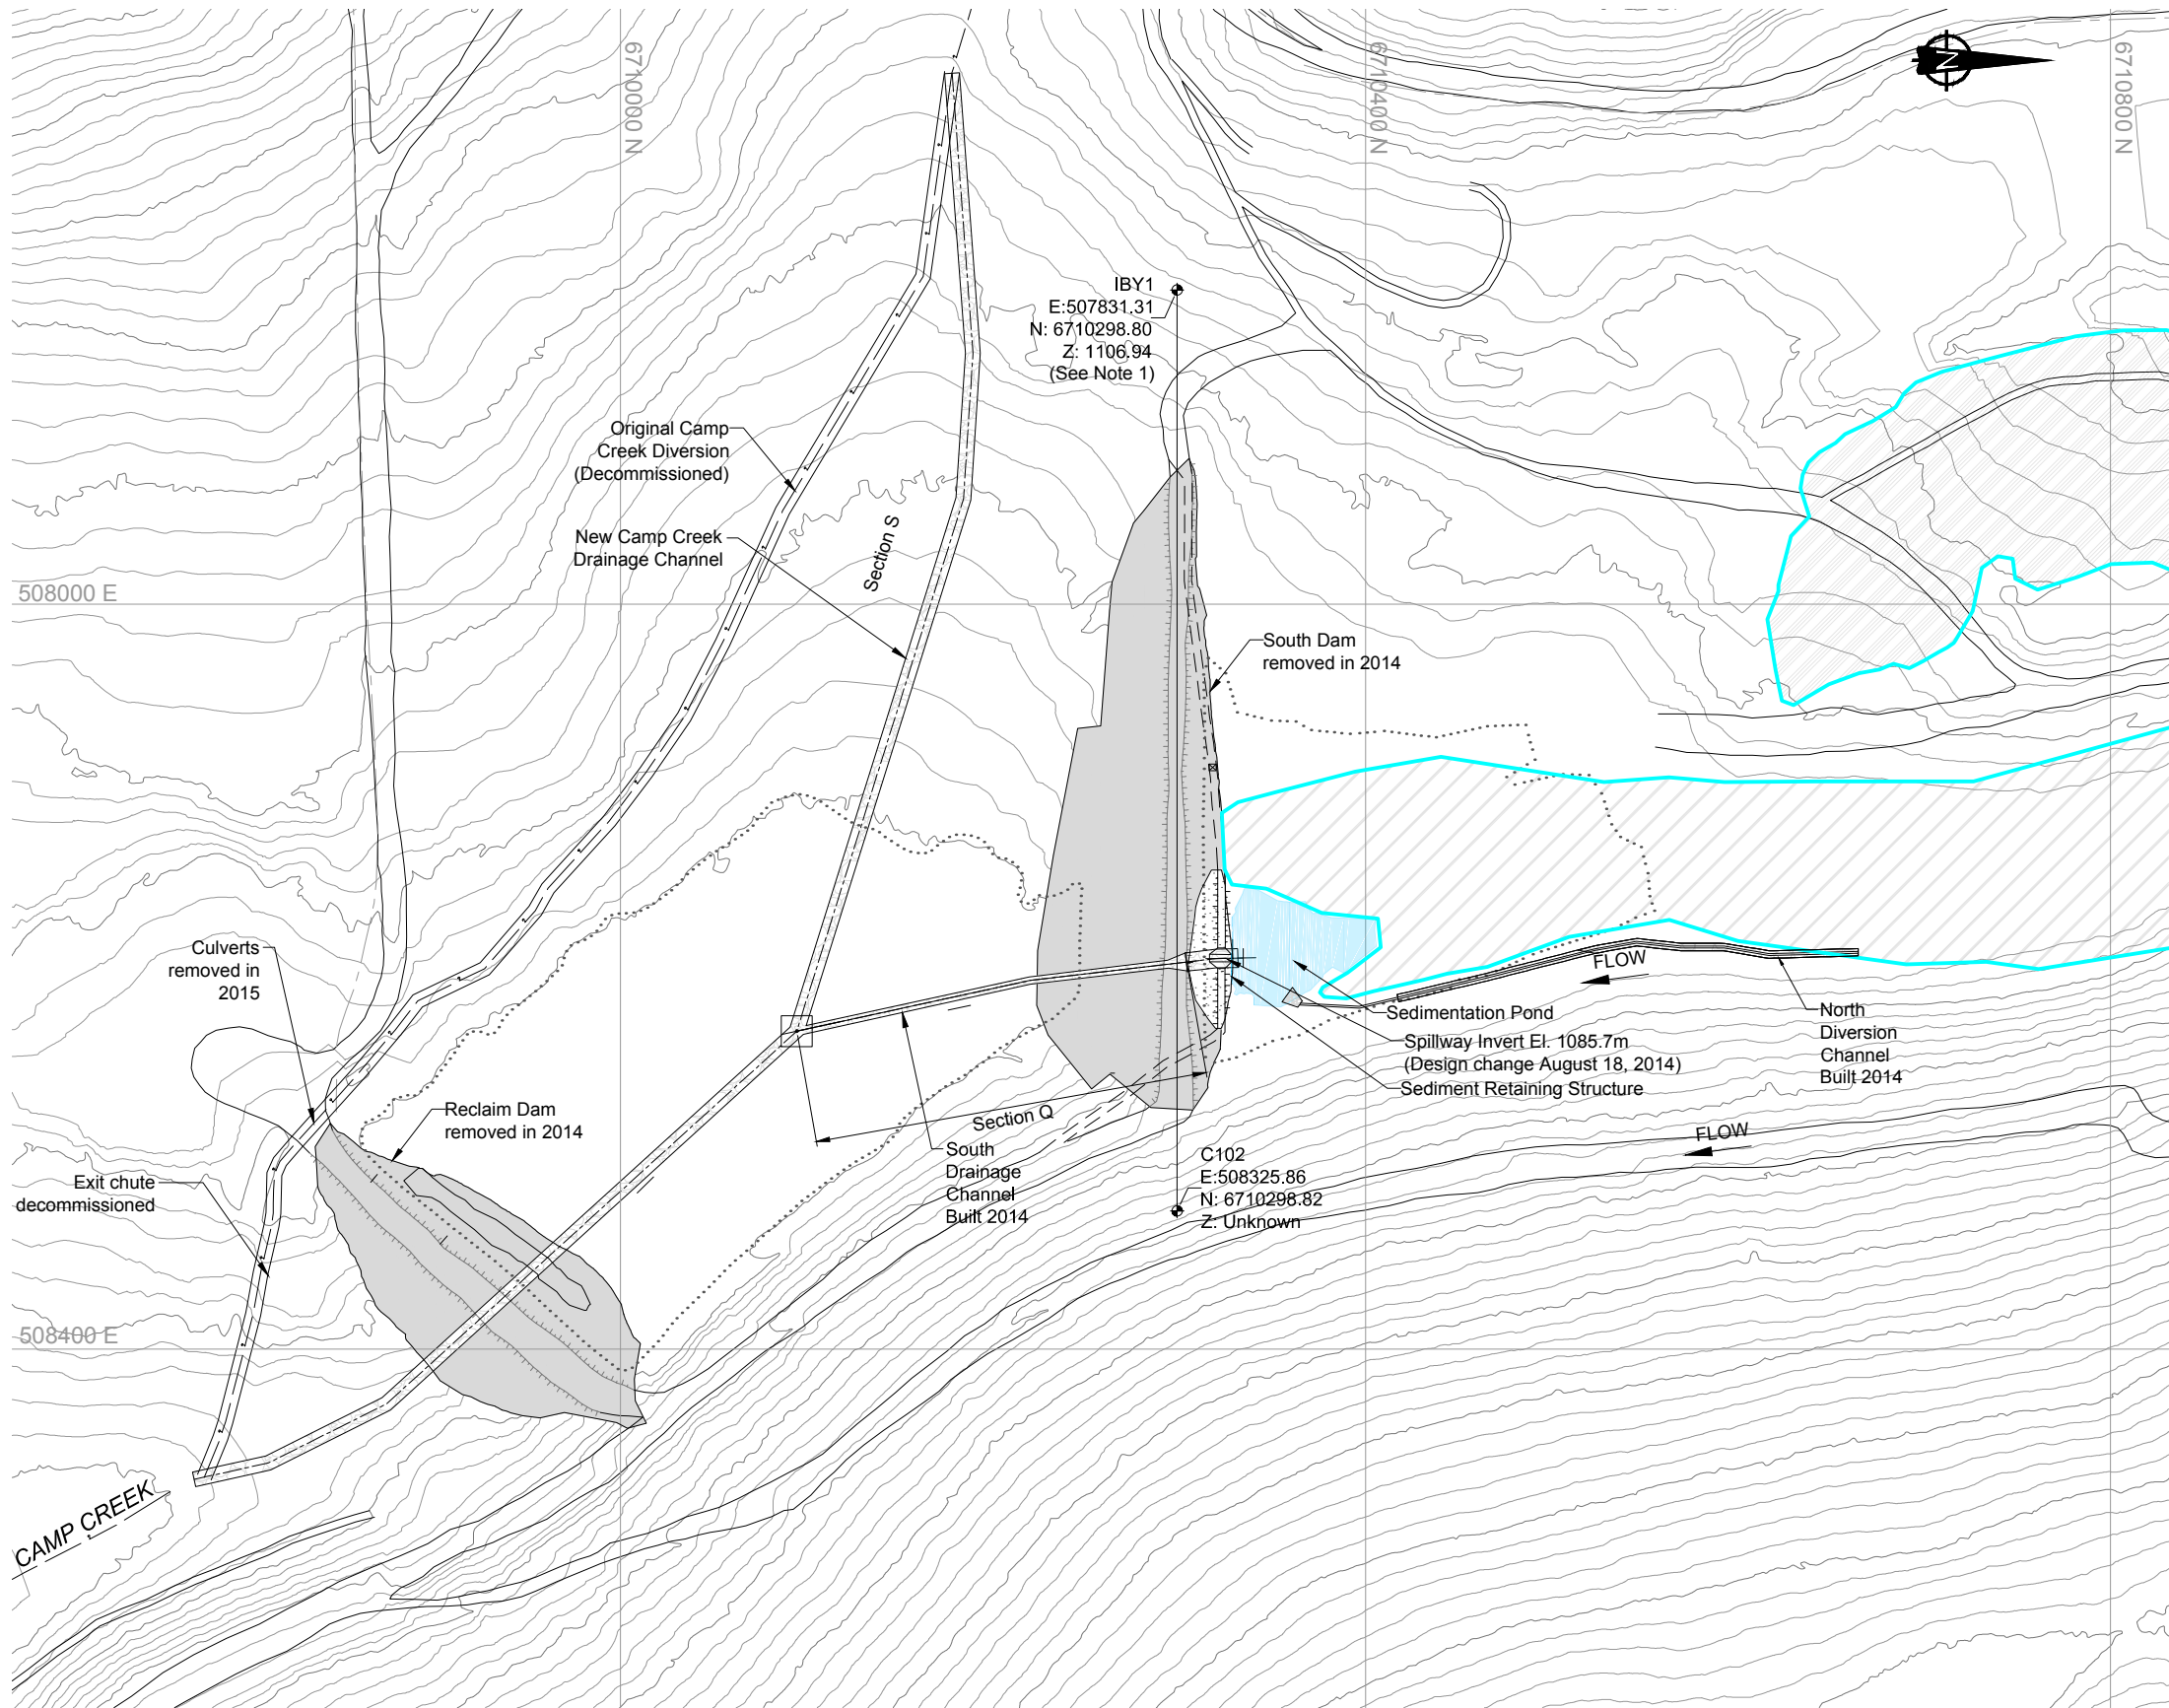 6710000 N
6710400 N
6710800 N
N
IBY1
E:507831.31
N: 6710298.80
Z: 1106.94
(See Note 1)
Original Camp
Creek Diversion
(Decommissioned)
New Camp Creek
Drainage Channel
Section S
508000 E
South Dam
removed in 2014
Culverts
removed in
2015
FLOW
Sedimentation Pond
Spillway Invert El. 1085.7m
(Design change August 18, 2014)
Sediment Retaining Structure
North
Diversion
Channel
Built 2014
Reclaim Dam
removed in 2014
Section Q
South
Drainage
Channel
Built 2014
FLOW
C102
E:508325.86
N: 6710298.82
Z: Unknown
Exit chute
decommissioned
508400 E
CAMP CREEK